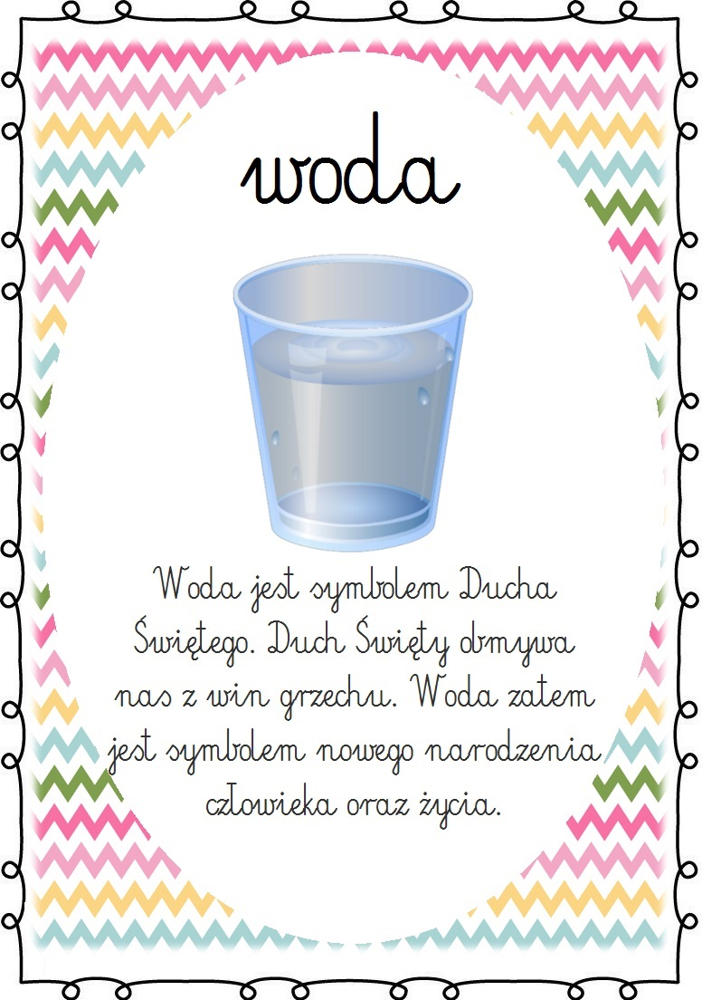 woda
Woda jest symbolem Ducha
Świętego. Duch Święty obmywa
nas z win grzechu. Woda zatem
jest symbolem nowego narodzenia
człowieka oraz życia.